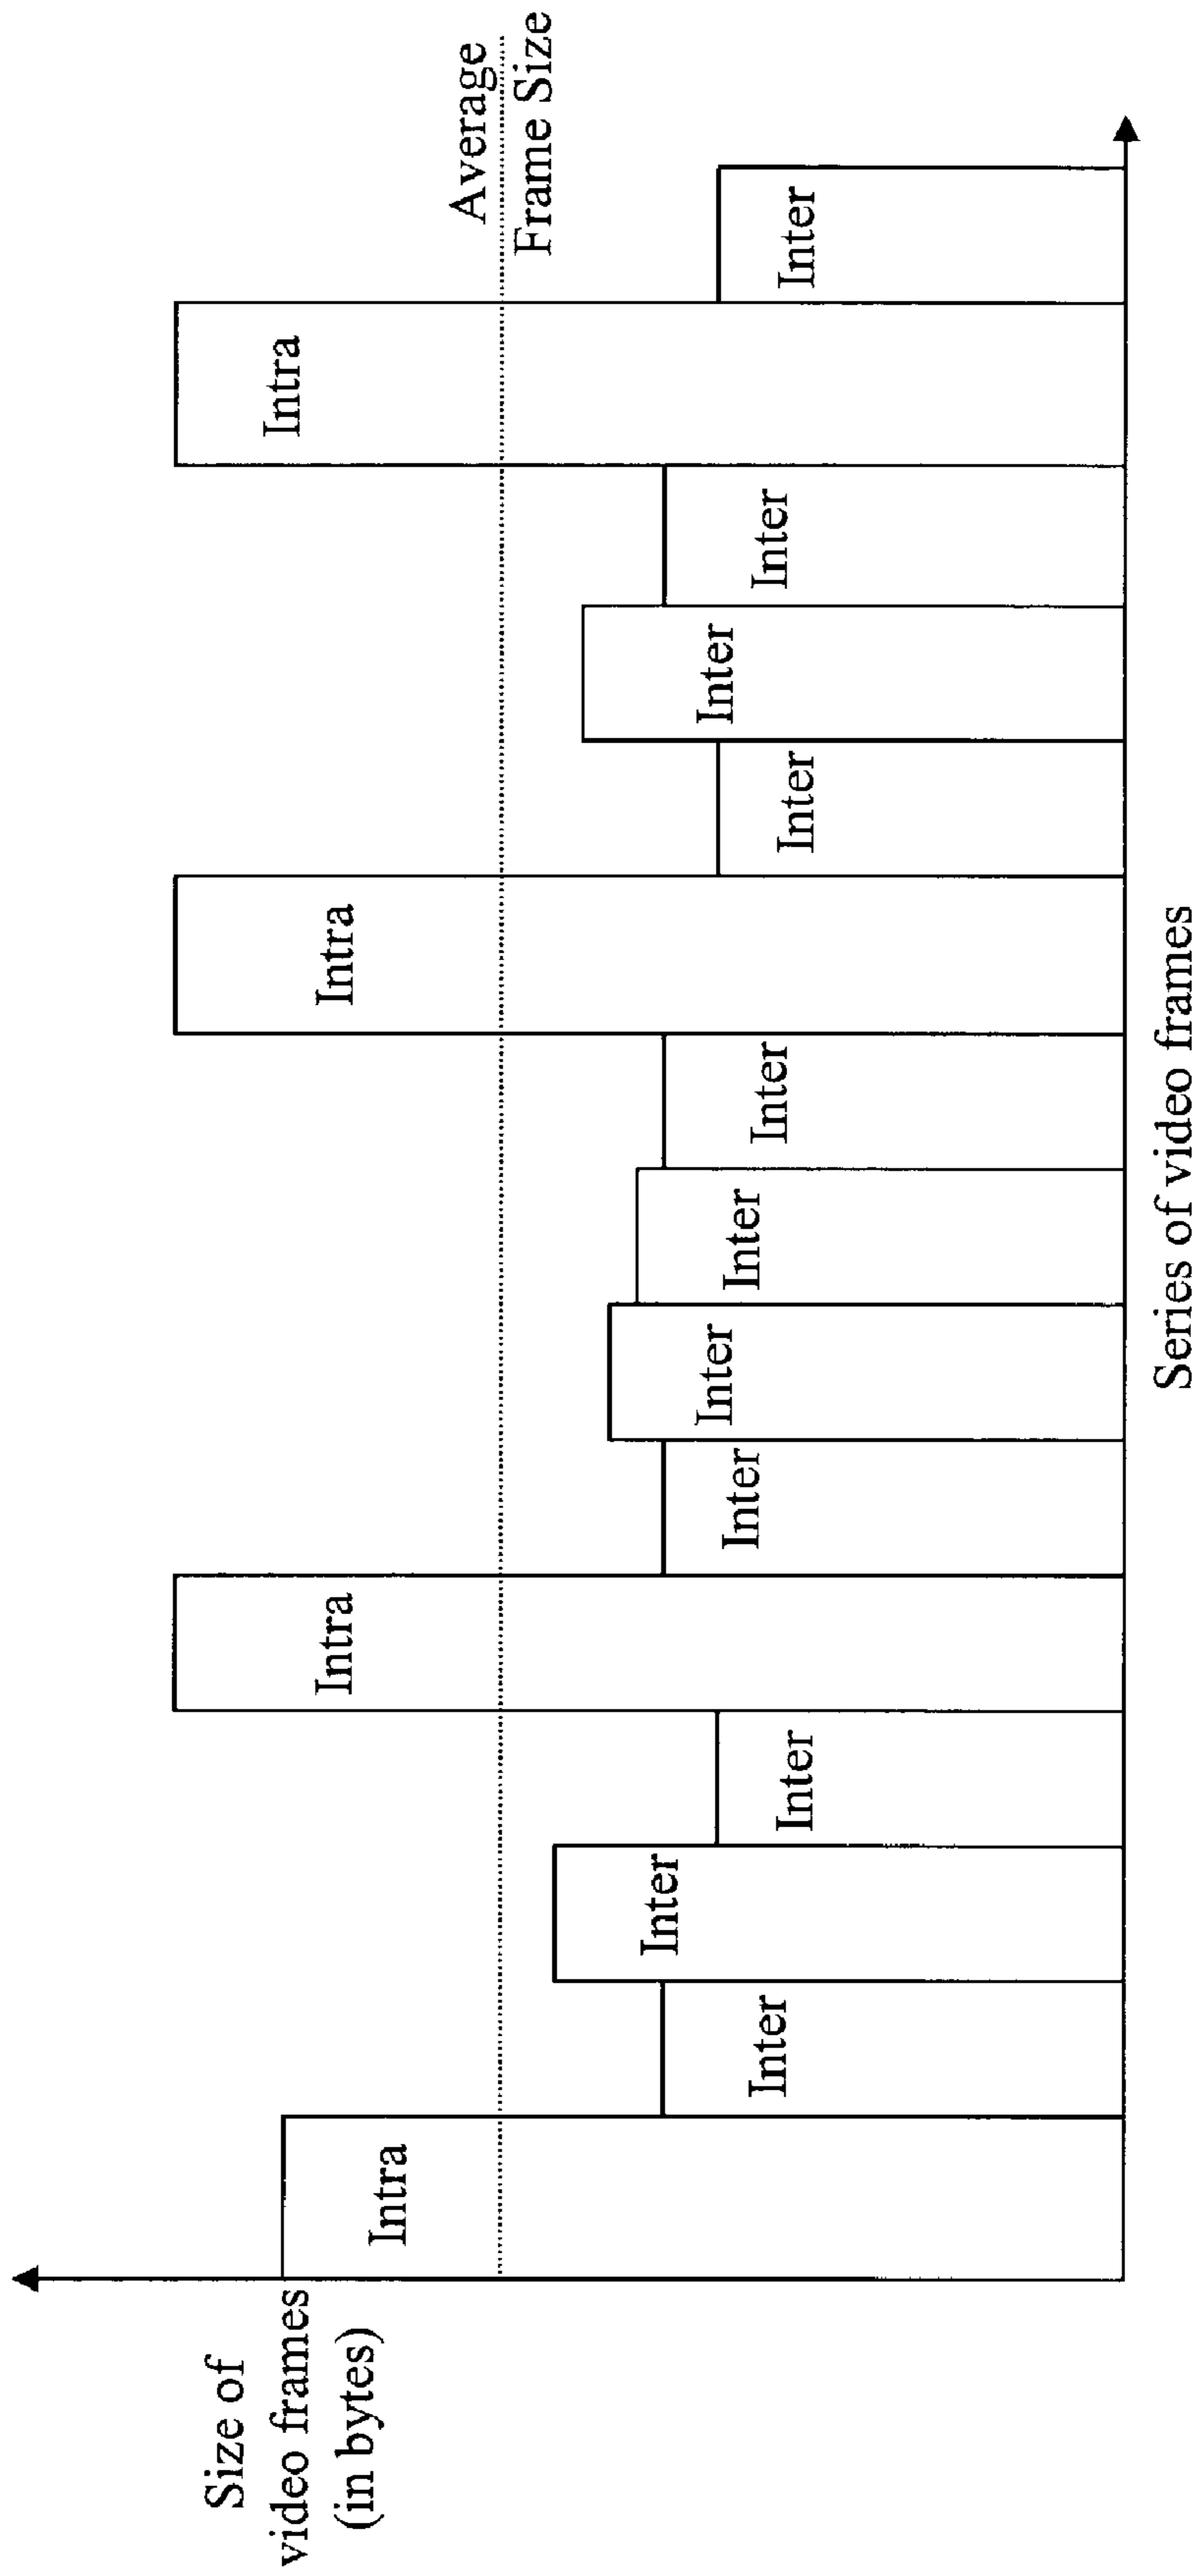 Size of
video frames
(in bytes)
Intra
Inter
Inter
Inter
Intra
Inter
Inter
Inter
Inter
Intra
Inter
Inter
Inter
Intra
Inter
Average
Frame Size
Series of video frames